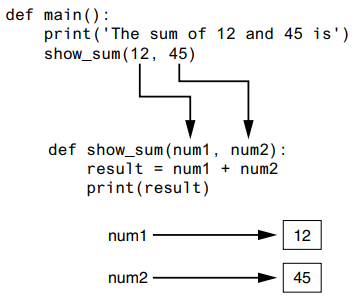 def main():
    print('The sum of 12 and 45 is')
    show_sum(12, 45)
def show_sum(num1, num2):
    result = num1 + num2
    print(result)
num1 12
num2 45